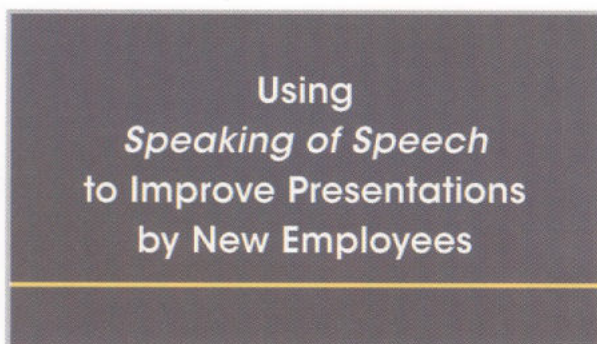 Using
Speaking of Speech
to Improve Presentations
by New Employees